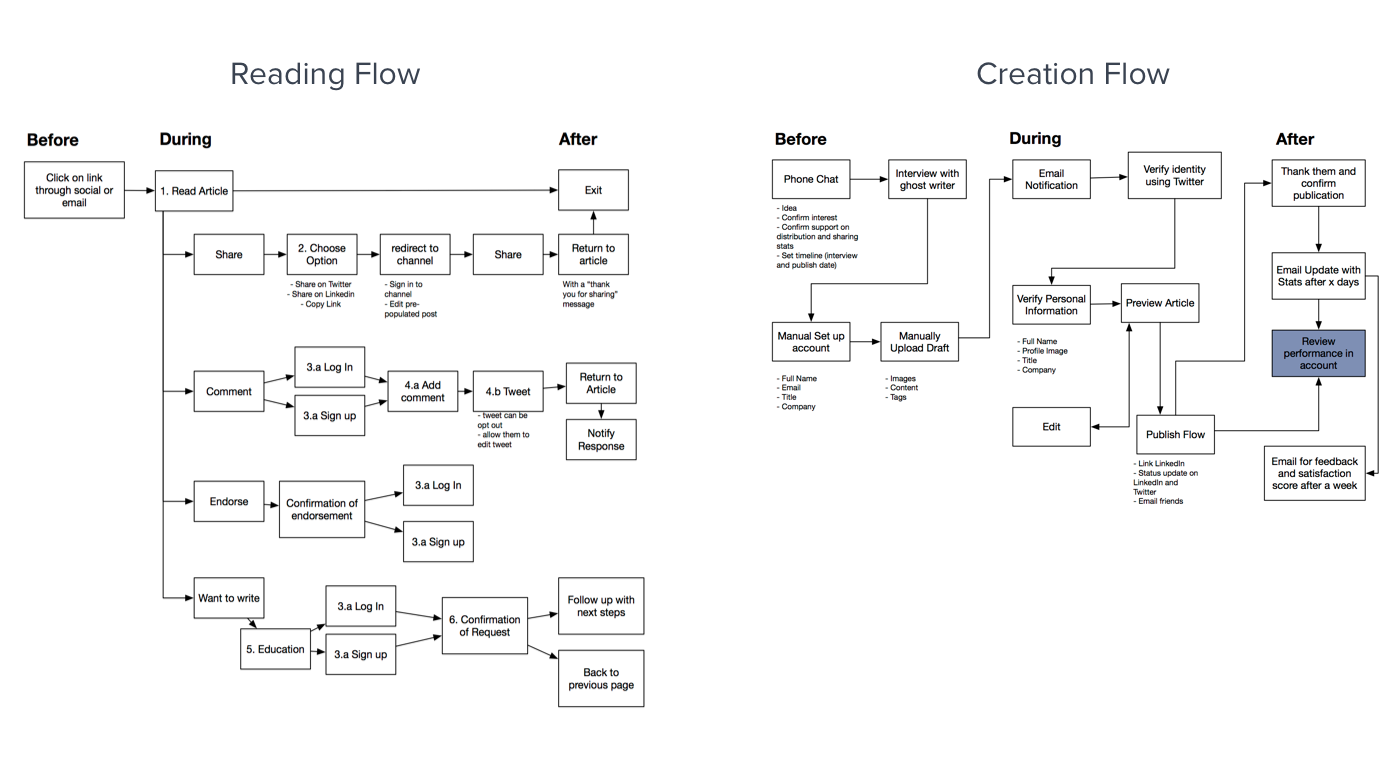 Reading Flow
Before
During
After
Click on link
through social or
email
1. Read Article
Exit
Share
2. Choose
Option
redirect to
channel
Share
Return to
article
- Share on Twitter
- Share on Linkedin
- Copy Link
- Sign in to
channel
- Edit pre-
populated post
With a "thank
you for sharing"
message
Comment
3.a Log In
3.a Sign up
4.a Add
comment
4.b Tweet
- tweet can be
opt out
- allow them to
edit tweet
Return to
Article
Notify
Response
Endorse
Confirmation of
endorsement
3.a Log In
3.a Sign up
Want to write
5. Education
3.a Log In
3.a Sign up
6. Confirmation
of Request
Follow up with
next steps
Back to
previous page
Creation Flow
Before
During
After
Phone Chat
- Idea
- Confirm interest
- Confirm support on
distribution and sharing
stats
- Set timeline (interview
and publish date)
Interview with
ghost writer
Manual Set up
account
- Full Name
- Email
- Title
- Company
Manually
Upload Draft
- Images
- Content
- Tags
Email
Notification
Verify identity
using Twitter
Verify Personal
Information
- Full Name
- Profile Image
- Title
- Company
Preview Article
Edit
Publish Flow
- Link LinkedIn
- Status update on
LinkedIn and
Twitter
- Email friends
Thank them and
confirm
publication
Email Update with
Stats after x days
Review
performance in
account
Email for feedback
and satisfaction
score after a week